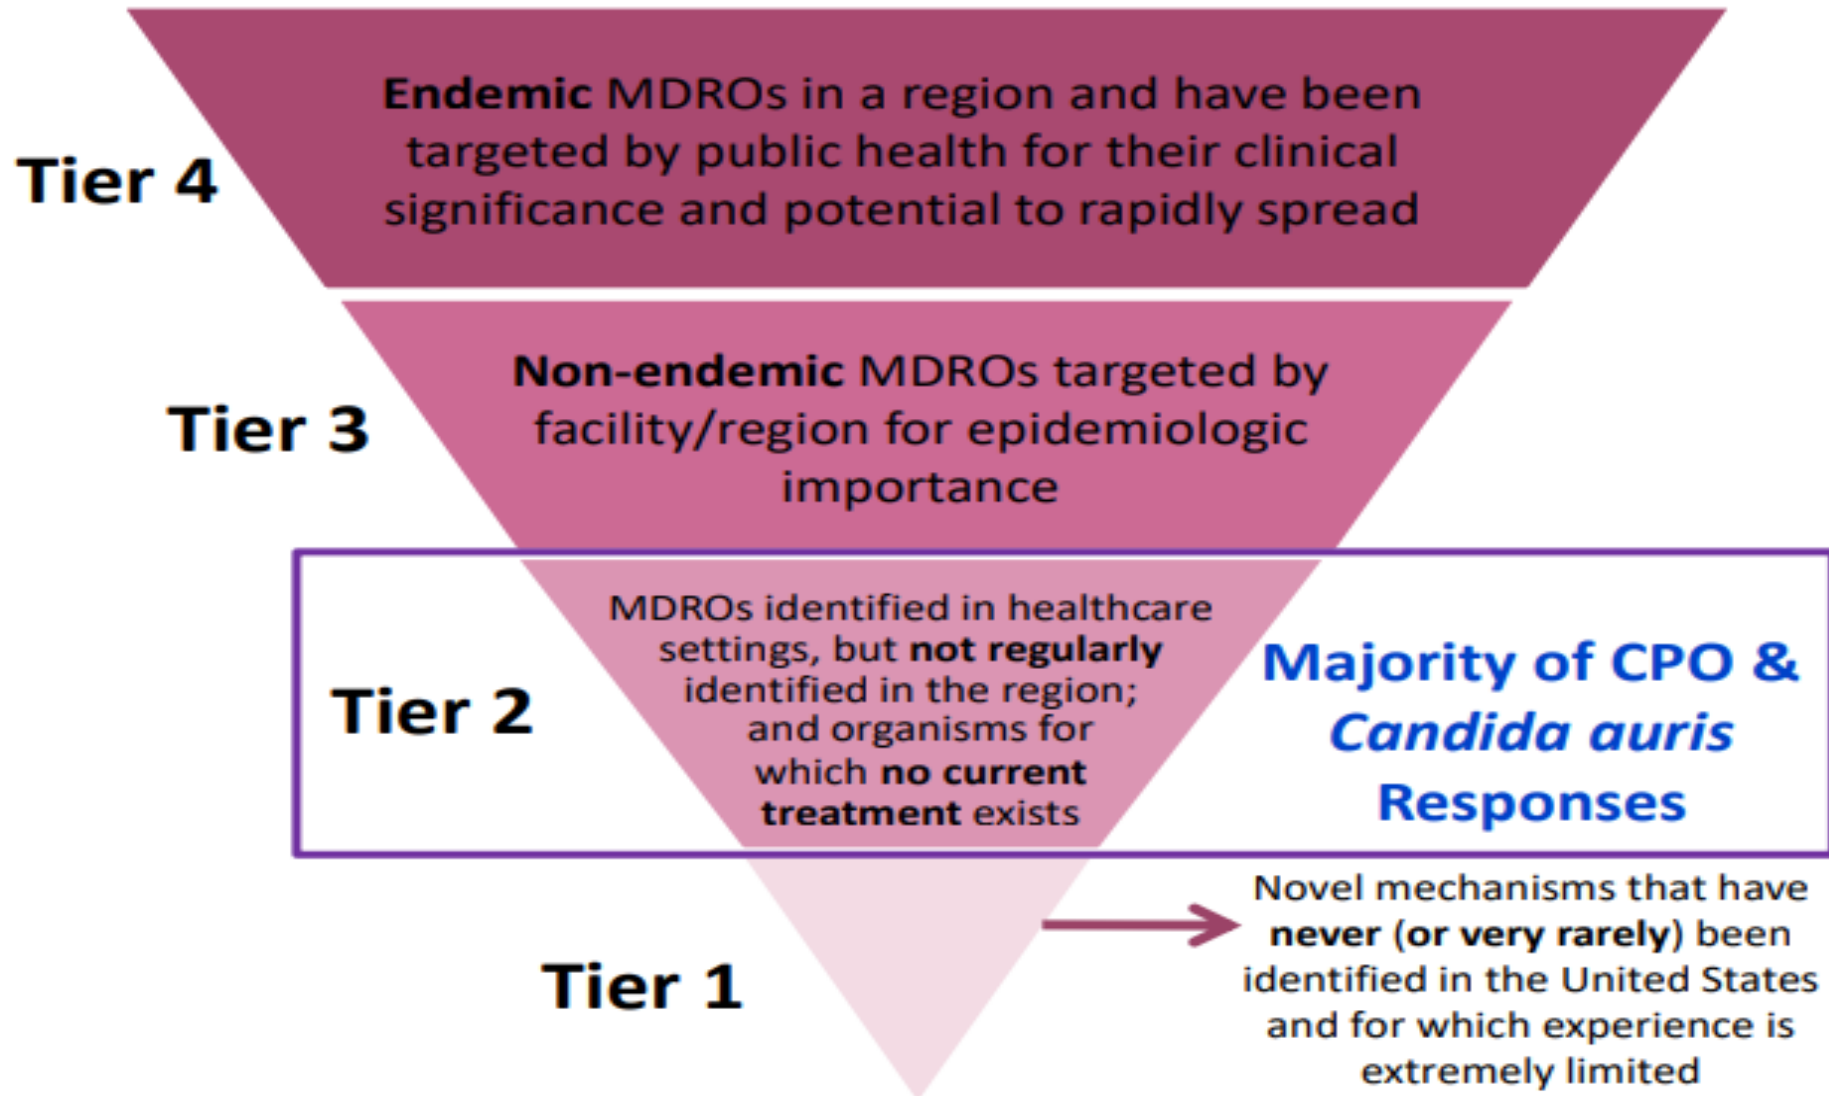 Tier 4
Endemic MDROs in a region and have been
targeted by public health for their clinical
significance and potential to rapidly spread
Tier 3
Non-endemic MDROs targeted by
facility/region for epidemiologic
importance
Tier 2
MDROs identified in healthcare
settings, but not regularly
identified in the region;
and organisms for
which no current
treatment exists
Majority of CPO &
Candida auris
Responses
Tier 1
Novel mechanisms that have
never (or very rarely) been
identified in the United States
and for which experience is
extremely limited